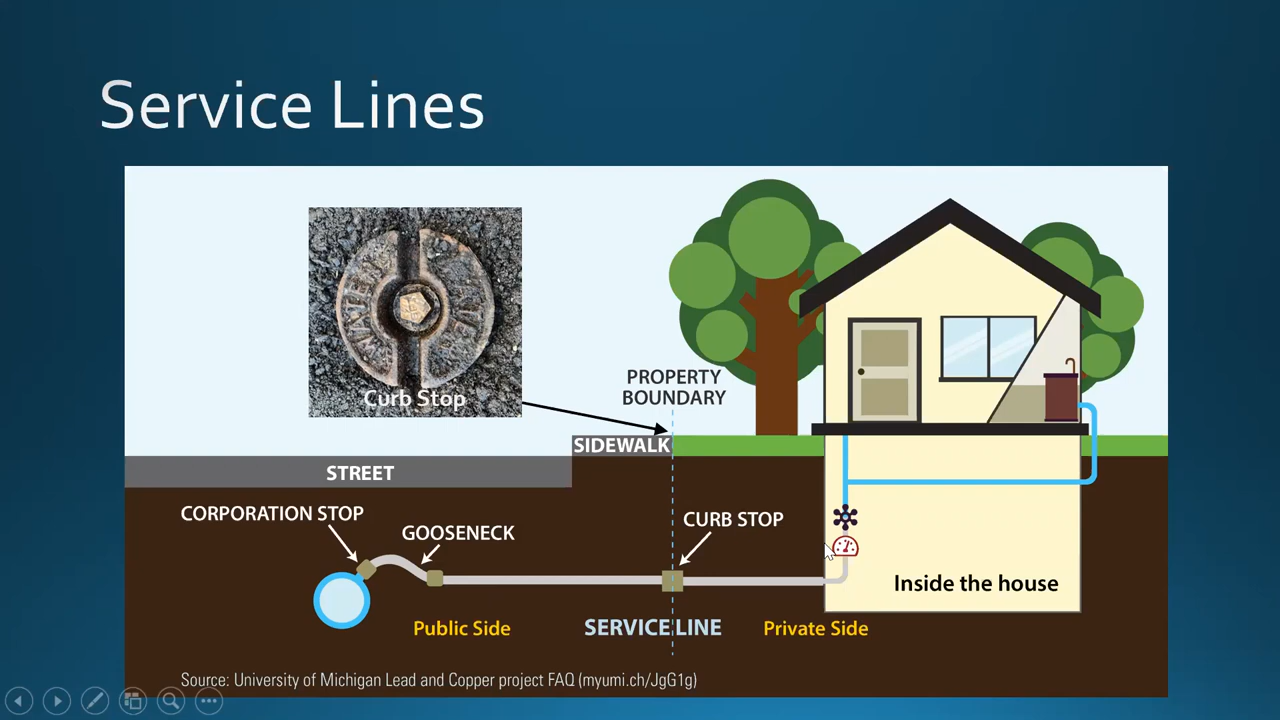 Service Lines
WATER
Curb Stop
PROPERTY
BOUNDARY
SIDEWALK
STREET
CORPORATION STOP
GOOSENECK
CURB STOP
Inside the house
Public Side
SERVICE LINE
Private Side
Source: University of Michigan Lead and Copper project FAQ (myumi.ch/JgG1g)